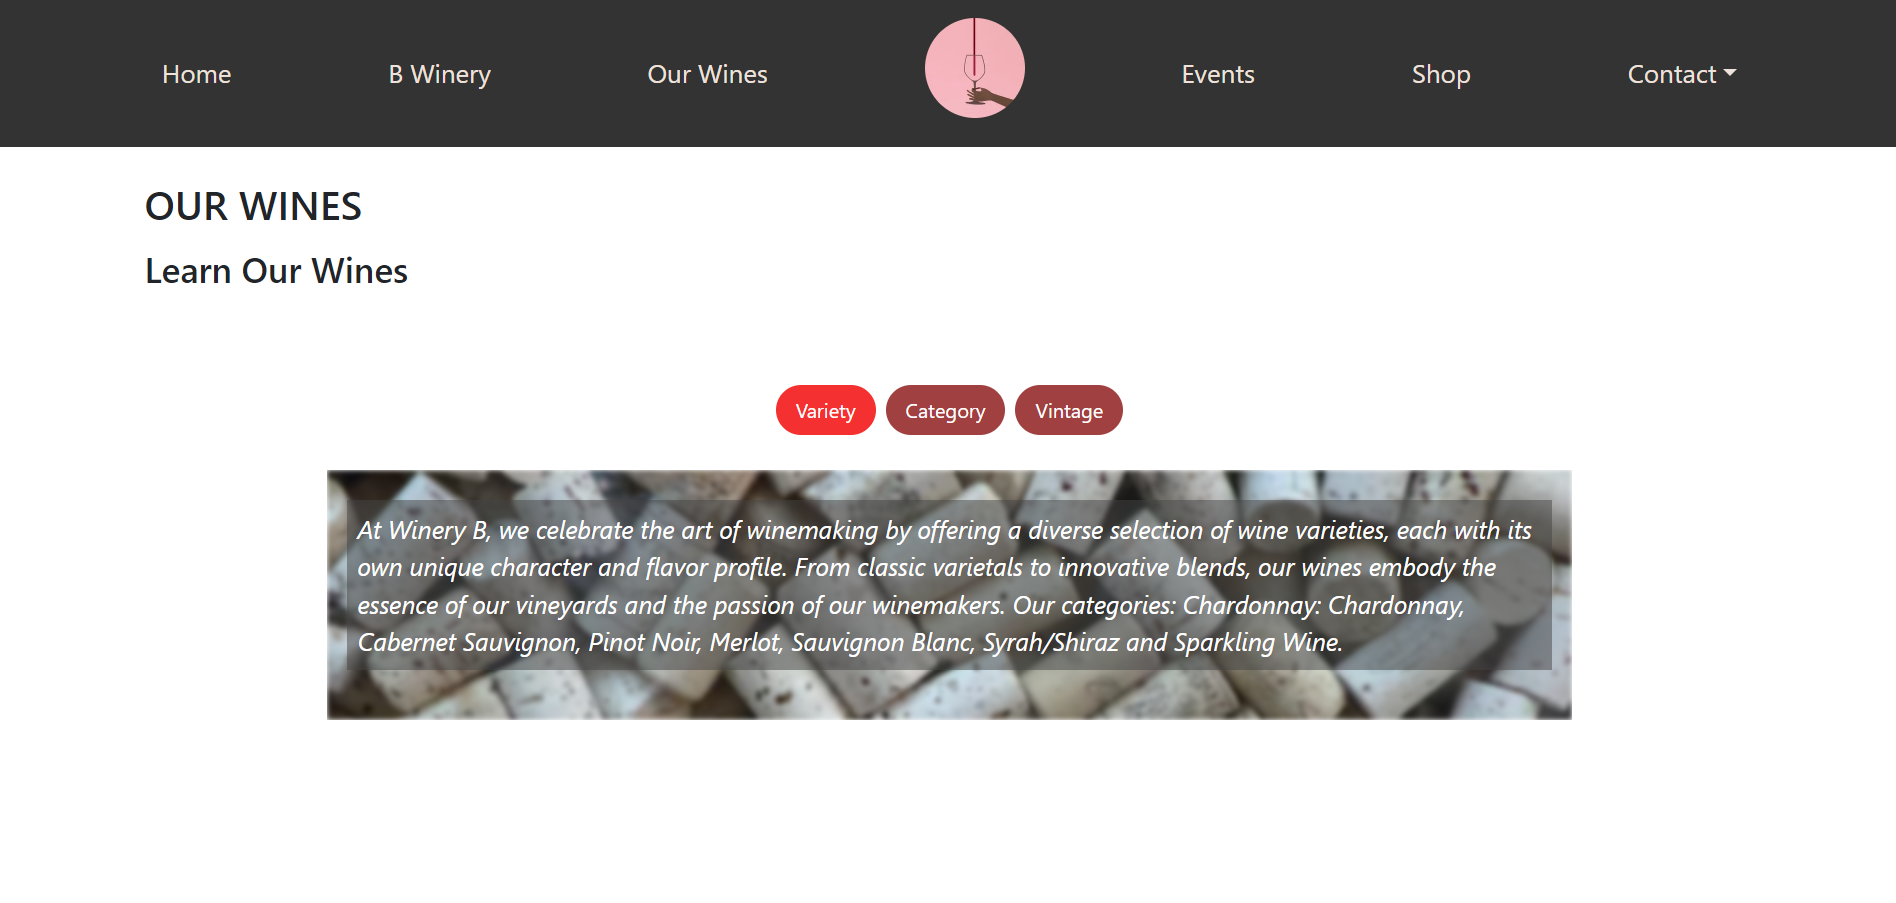 Home
B Winery
Our Wines
Events
Shop
Contact
OUR WINES
Learn Our Wines
Variety
Category
Vintage
At Winery B, we celebrate the art of winemaking by offering a diverse selection of wine varieties, each with its
own unique character and flavor profile. From classic varietals to innovative blends, our wines embody the
essence of our vineyards and the passion of our winemakers. Our categories: Chardonnay: Chardonnay,
Cabernet Sauvignon, Pinot Noir, Merlot, Sauvignon Blanc, Syrah/Shiraz and Sparkling Wine.